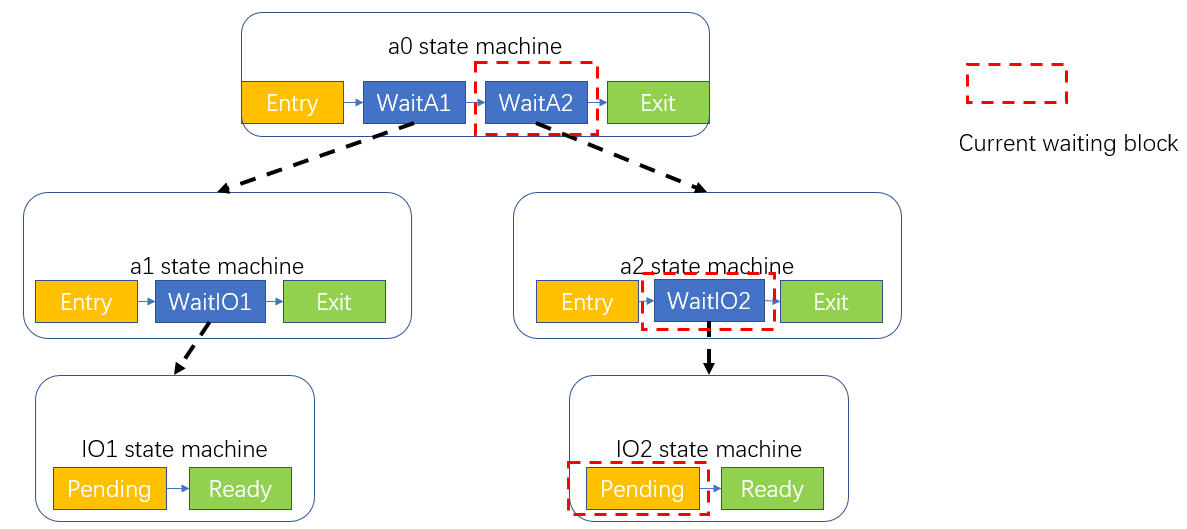 a0 state machine
Entry
WaitA1
WaitA2
Exit
Current waiting block
a1 state machine
Entry
WaitIO1
Exit
a2 state machine
Entry
WaitIO2
Exit
IO1 state machine
Pending
Ready
IO2 state machine
Pending
Ready